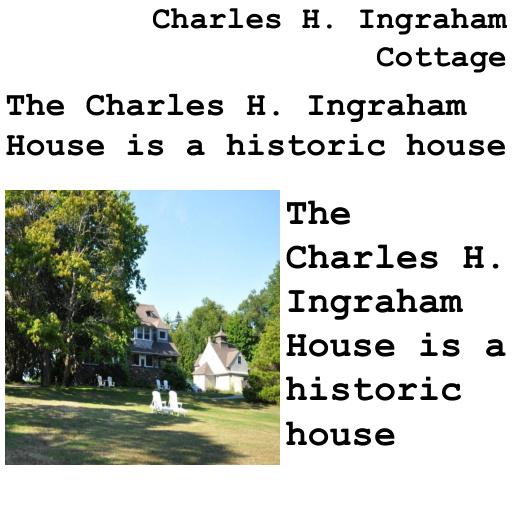 Charles H. Ingraham
Cottage
The Charles H. Ingraham
House is a historic house
The
Charles H.
Ingraham
House is a
historic
house